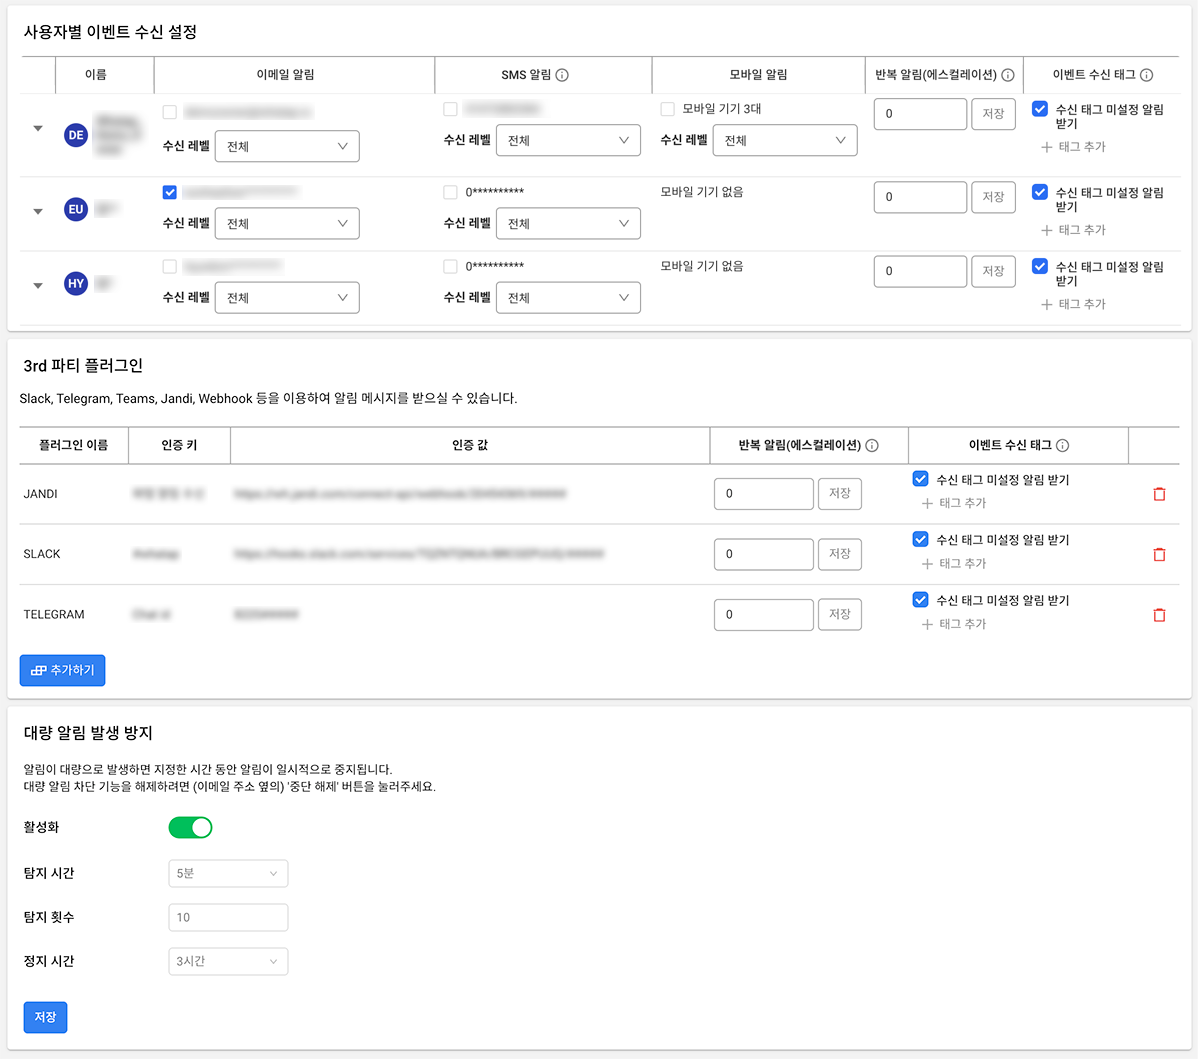 사용자별 이벤트 수신 설정
이름 이메일 알림 SMS 알림 모바일 알림 반복 알림(에스컬레이션) 이벤트 수신 태그
DE
수신 레벨 전체
수신 레벨 전체
모바일 기기 3대
수신 레벨 전체
0 저장
수신 태그 미설정 알림
받기
태그 추가
EU
수신 레벨 전체
0**********
수신 레벨 전체
모바일 기기 없음
0 저장
수신 태그 미설정 알림
받기
태그 추가
HY
수신 레벨 전체
0**********
수신 레벨 전체
모바일 기기 없음
0 저장
수신 태그 미설정 알림
받기
태그 추가
3rd 파티 플러그인
Slack, Telegram, Teams, Jandi, Webhook 등을 이용하여 알림 메시지를 받으실 수 있습니다.
플러그인 이름 인증 키 인증 값 반복 알림(에스컬레이션) 이벤트 수신 태그
JANDI 0 저장 수신 태그 미설정 알림 받기
태그 추가
SLACK 0 저장 수신 태그 미설정 알림 받기
태그 추가
TELEGRAM 0 저장 수신 태그 미설정 알림 받기
태그 추가
추가하기
대량 알림 발생 방지
알림이 대량으로 발생하면 지정한 시간 동안 알림이 일시적으로 중지됩니다.
대량 알림 차단 기능을 해제하려면 (이메일 주소 옆의) '중단 해제' 버튼을 눌러주세요.
활성화
탐지 시간 5분
탐지 횟수 10
정지 시간 3시간
저장